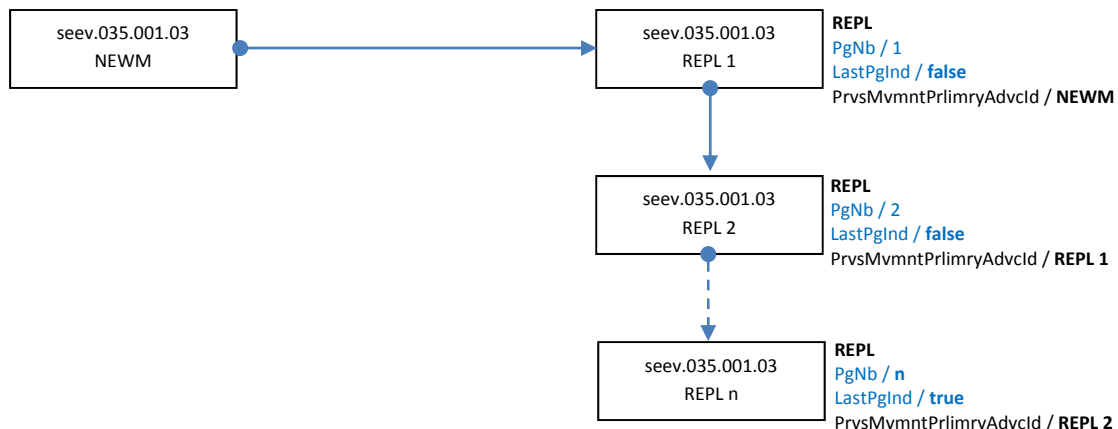 seev.035.001.03
NEWM
seev.035.001.03
REPL 1
REPL
PgNb / 1
LastPgInd / false
PrvsMvmntPrlimryAdvcId / NEWM
seev.035.001.03
REPL 2
REPL
PgNb / 2
LastPgInd / false
PrvsMvmntPrlimryAdvcId / REPL 1
seev.035.001.03
REPL n
REPL
PgNb / n
LastPgInd / true
PrvsMvmntPrlimryAdvcId / REPL 2